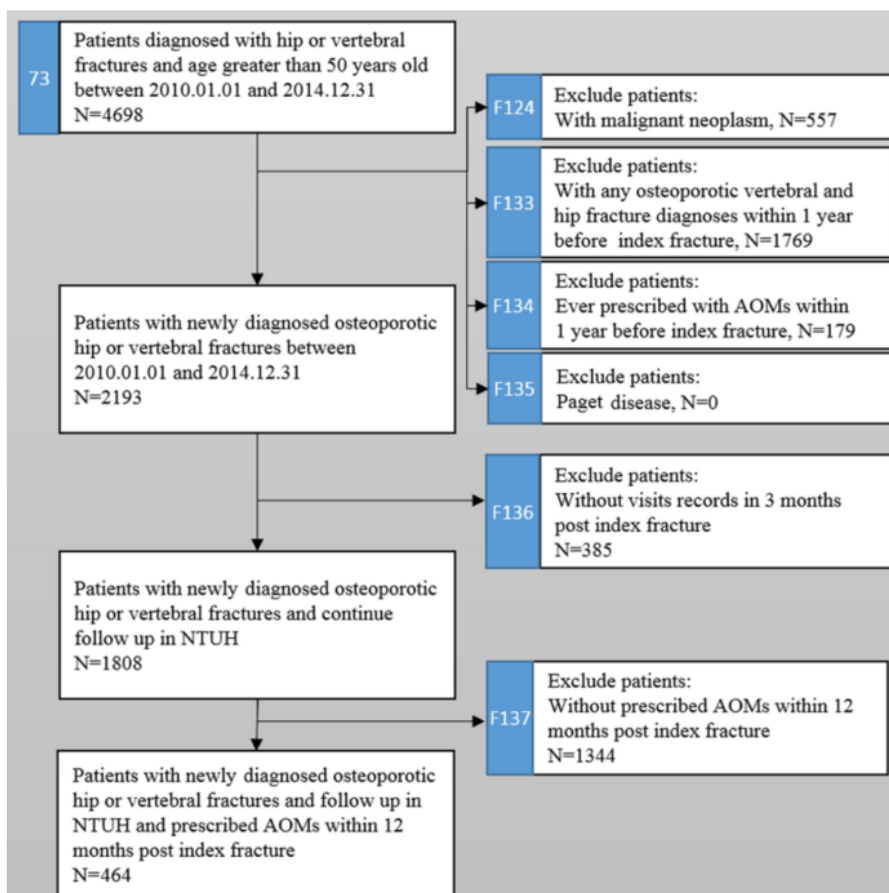 73
Patients diagnosed with hip or vertebral
fractures and age greater than 50 years old
between 2010.01.01 and 2014.12.31
N=4698
F124
Exclude patients:
With malignant neoplasm, N=557
F133
Exclude patients:
With any osteoporotic vertebral and
hip fracture diagnoses within 1 year
before index fracture, N=1769
F134
Exclude patients:
Ever prescribed with AOMs within
1 year before index fracture, N=179
F135
Exclude patients:
Paget disease, N=0
Patients with newly diagnosed osteoporotic
hip or vertebral fractures between
2010.01.01 and 2014.12.31
N=2193
F136
Exclude patients:
Without visits records in 3 months
post index fracture
N=385
Patients with newly diagnosed osteoporotic
hip or vertebral fractures and continue
follow up in NTUH
N=1808
F137
Exclude patients:
Without prescribed AOMs within 12
months post index fracture
N=1344
Patients with newly diagnosed osteoporotic
hip or vertebral fractures and follow up in
NTUH and prescribed AOMs within 12
months post index fracture
N=464